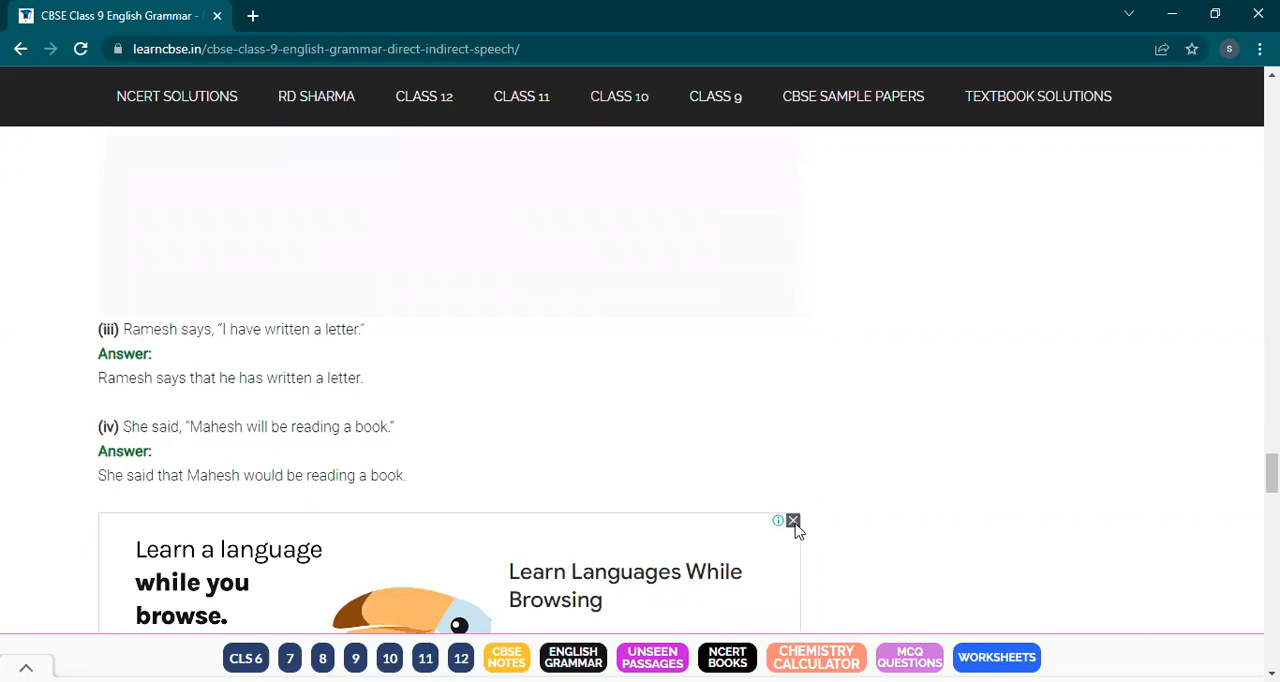 CBSE Class 9 English Grammar -
learncbse.in/cbse-class-9-english-grammar-direct-indirect-speech/
S
NCERT SOLUTIONS RD SHARMA CLASS 12 CLASS 11 CLASS 10 CLASS 9 CBSE SAMPLE PAPERS TEXTBOOK SOLUTIONS
(iii) Ramesh says, “I have written a letter.”
Answer:
Ramesh says that he has written a letter.
(iv) She said, “Mahesh will be reading a book.”
Answer:
She said that Mahesh would be reading a book.
Learn a language
while you
browse.
Learn Languages While
Browsing
CLS 6 7 8 9 10 11 12 CBSE NOTES ENGLISH GRAMMAR UNSEEN PASSAGES NCERT BOOKS CHEMISTRY CALCULATOR MCQ QUESTIONS WORKSHEETS